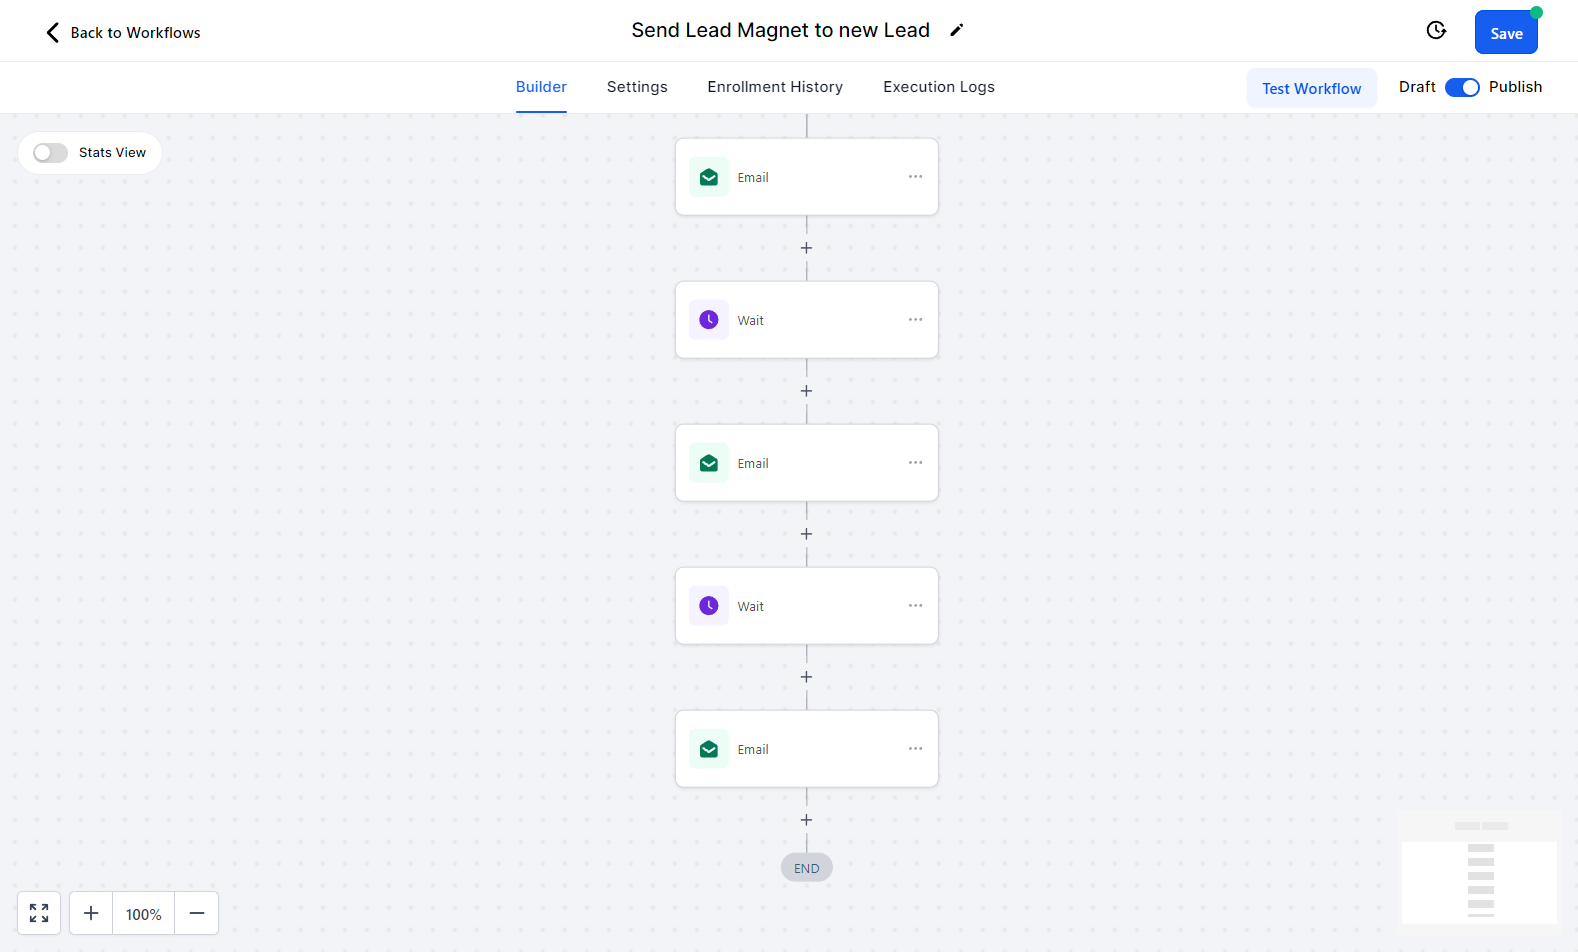 Back to Workflows
Send Lead Magnet to new Lead
Save
Builder
Settings
Enrollment History
Execution Logs
Test Workflow
Draft
Publish
Stats View
Email
Wait
Email
Wait
Email
END
100%